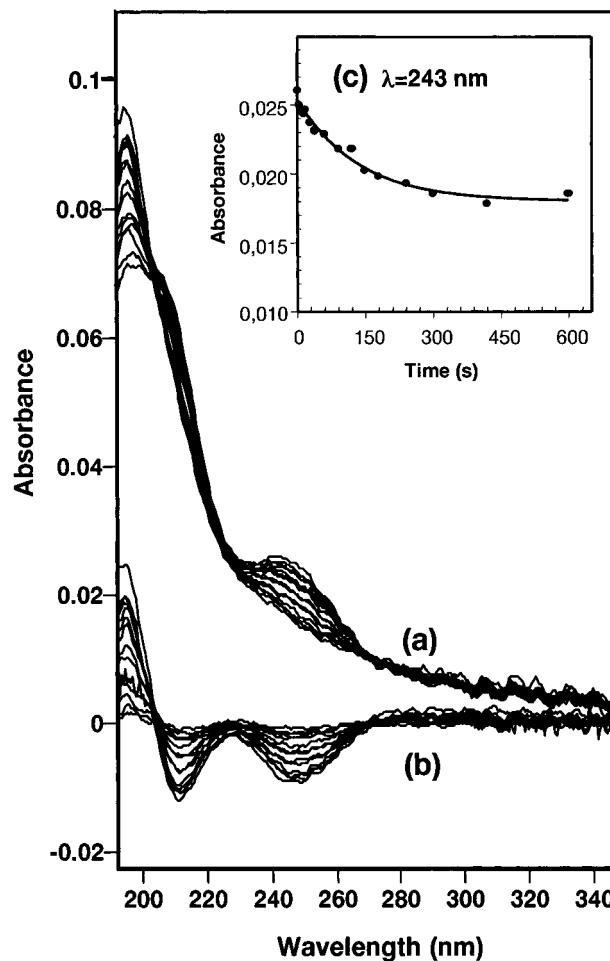 0.1
0.08
0.06
0.04
0.02
0
-0.02
Absorbance
(c) λ=243 nm
0,025
0,020
0,015
0,010
Absorbance
0 150 300 450 600
Time (s)
(a)
(b)
200 220 240 260 280 300 320 340
Wavelength (nm)